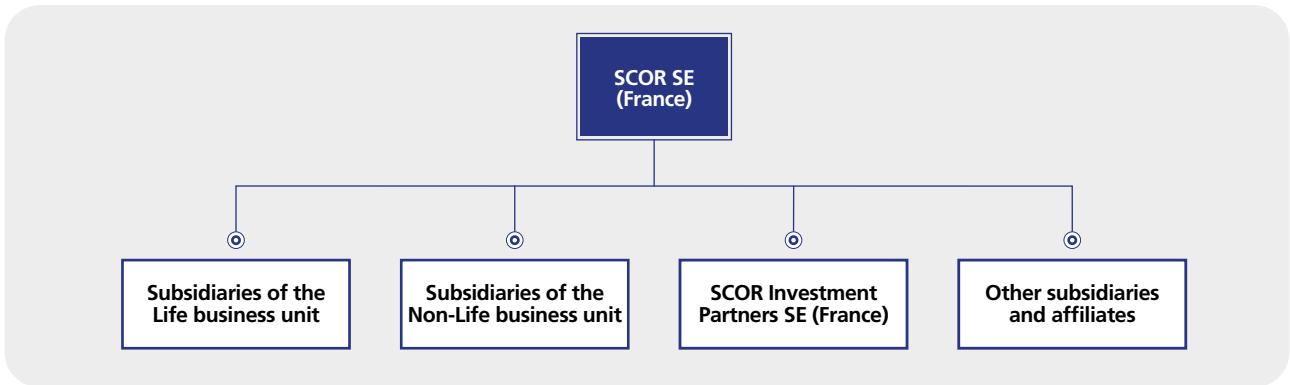 SCOR SE
(France)
Subsidiaries of the
Life business unit
Subsidiaries of the
Non-Life business unit
SCOR Investment
Partners SE (France)
Other subsidiaries
and affiliates